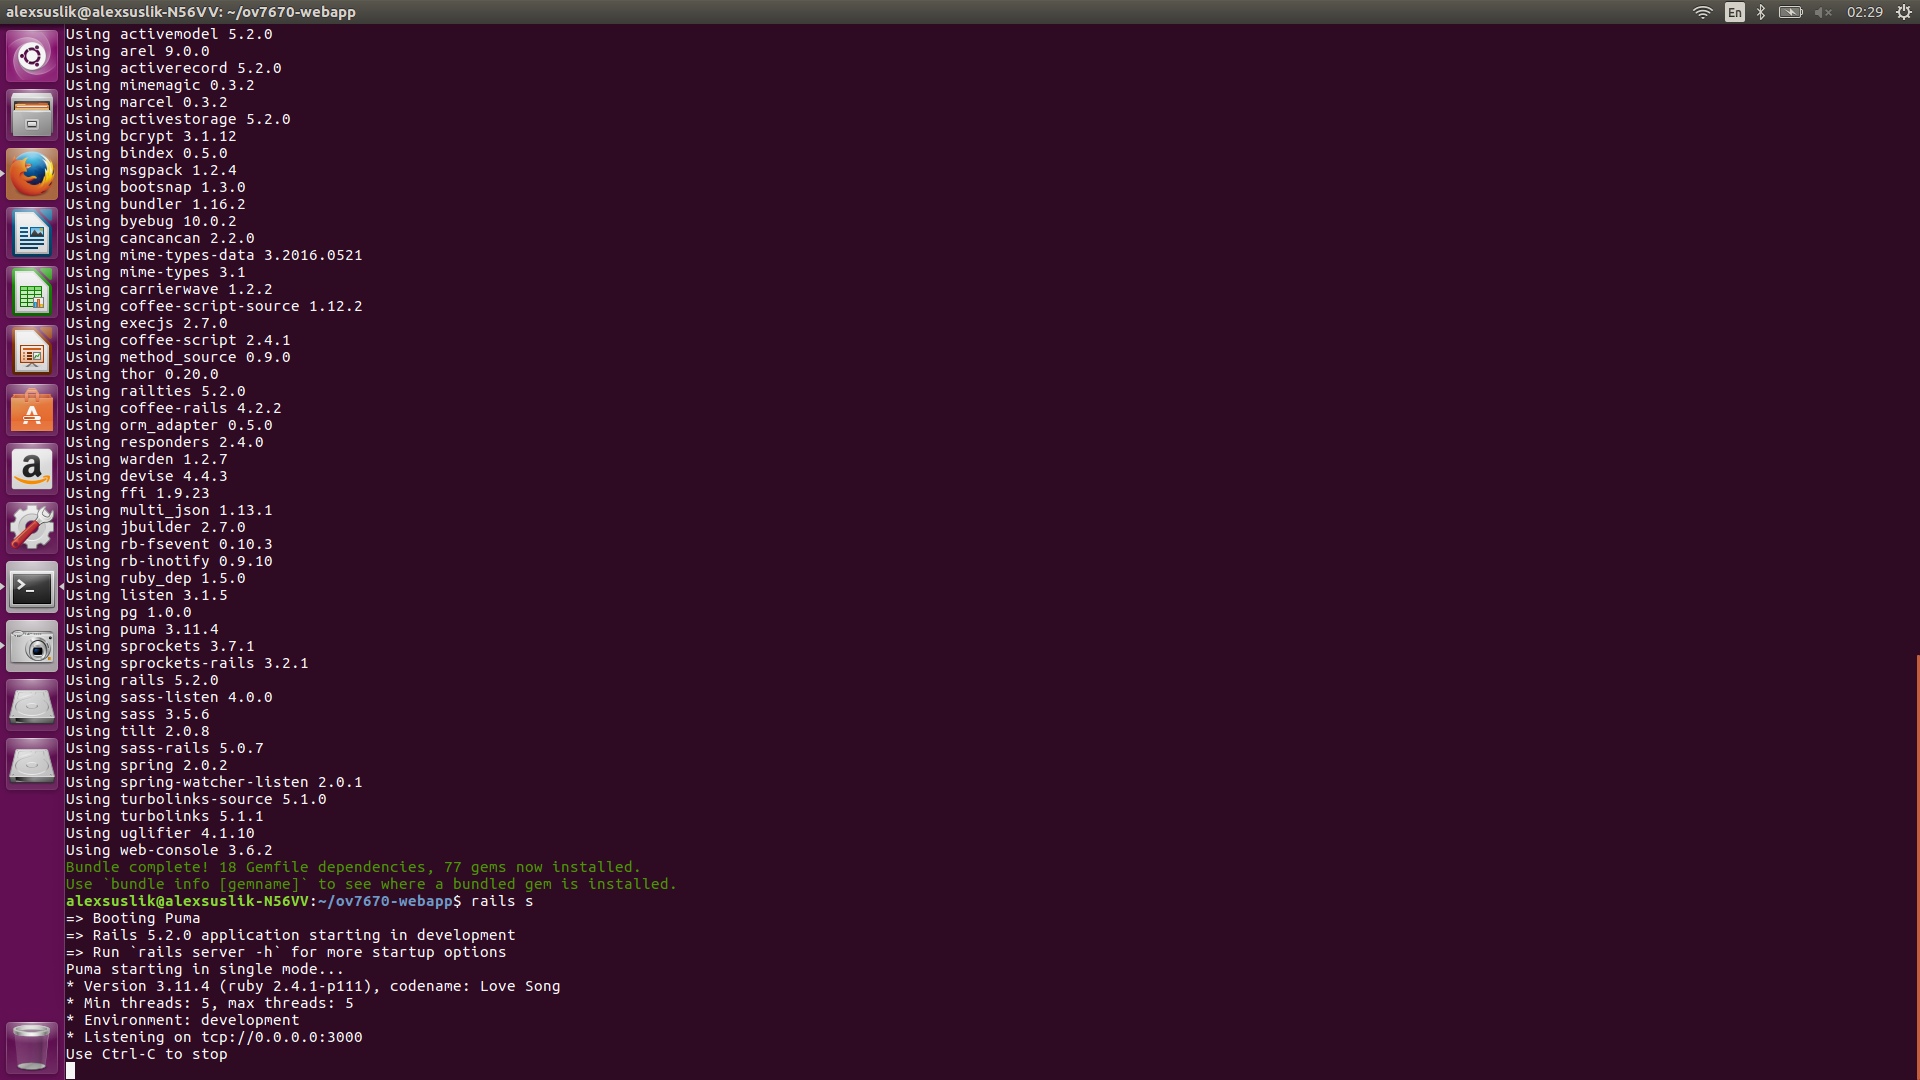 alexsuslik@alexsuslik-N56VV: ~/ov7670-webapp
En
02:29
Using activemodel 5.2.0
Using arel 9.0.0
Using activerecord 5.2.0
Using mimemagic 0.3.2
Using marcel 0.3.2
Using activestorage 5.2.0
Using bcrypt 3.1.12
Using bindex 0.5.0
Using msgpack 1.2.4
Using bootsnap 1.3.0
Using bundler 1.16.2
Using byebug 10.0.2
Using cancancan 2.2.0
Using mime-types-data 3.2016.0521
Using mime-types 3.1
Using carrierwave 1.2.2
Using coffee-script-source 1.12.2
Using execjs 2.7.0
Using coffee-script 2.4.1
Using method_source 0.9.0
Using thor 0.20.0
Using railties 5.2.0
Using coffee-rails 4.2.2
Using orm_adapter 0.5.0
Using responders 2.4.0
Using warden 1.2.7
Using devise 4.4.3
Using ffi 1.9.23
Using multi_json 1.13.1
Using jbuilder 2.7.0
Using rb-fsevent 0.10.3
Using rb-inotify 0.9.10
Using ruby_dep 1.5.0
Using listen 3.1.5
Using pg 1.0.0
Using puma 3.11.4
Using sprockets 3.7.1
Using sprockets-rails 3.2.1
Using rails 5.2.0
Using sass-listen 4.0.0
Using sass 3.5.6
Using tilt 2.0.8
Using sass-rails 5.0.7
Using spring 2.0.2
Using spring-watcher-listen 2.0.1
Using turbolinks-source 5.1.0
Using turbolinks 5.1.1
Using uglifier 4.1.10
Using web-console 3.6.2
Bundle complete! 18 Gemfile dependencies, 77 gems now installed.
Use `bundle info [gemname]` to see where a bundled gem is installed.
alexsuslik@alexsuslik-N56VV:~/ov7670-webapp$ rails s
=> Booting Puma
=> Rails 5.2.0 application starting in development
=> Run `rails server -h` for more startup options
Puma starting in single mode...
* Version 3.11.4 (ruby 2.4.1-p111), codename: Love Song
* Min threads: 5, max threads: 5
* Environment: development
* Listening on tcp://0.0.0.0:3000
Use Ctrl-C to stop